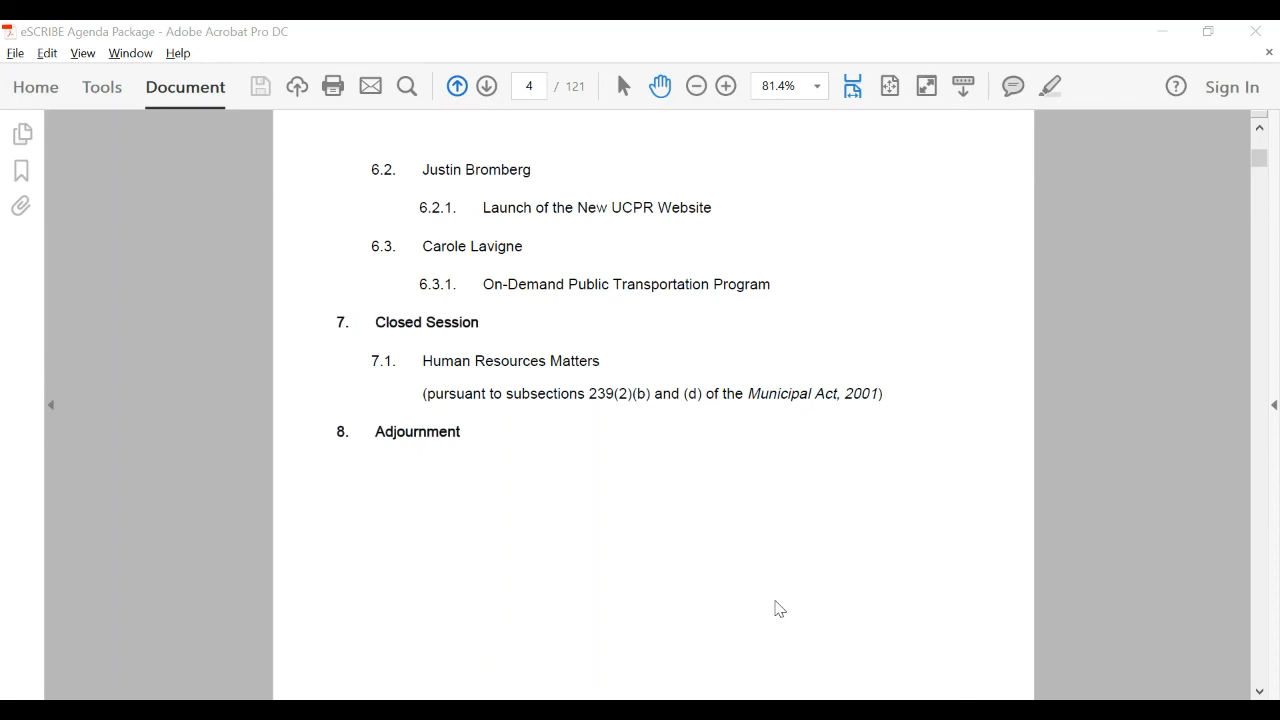 eSCRIBE Agenda Package - Adobe Acrobat Pro DC
File Edit View Window Help
Home Tools Document 4 / 121 81.4% Sign In
6.2. Justin Bromberg
6.2.1. Launch of the New UCPR Website
6.3. Carole Lavigne
6.3.1. On-Demand Public Transportation Program
7. Closed Session
7.1. Human Resources Matters
(pursuant to subsections 239(2)(b) and (d) of the Municipal Act, 2001)
8. Adjournment